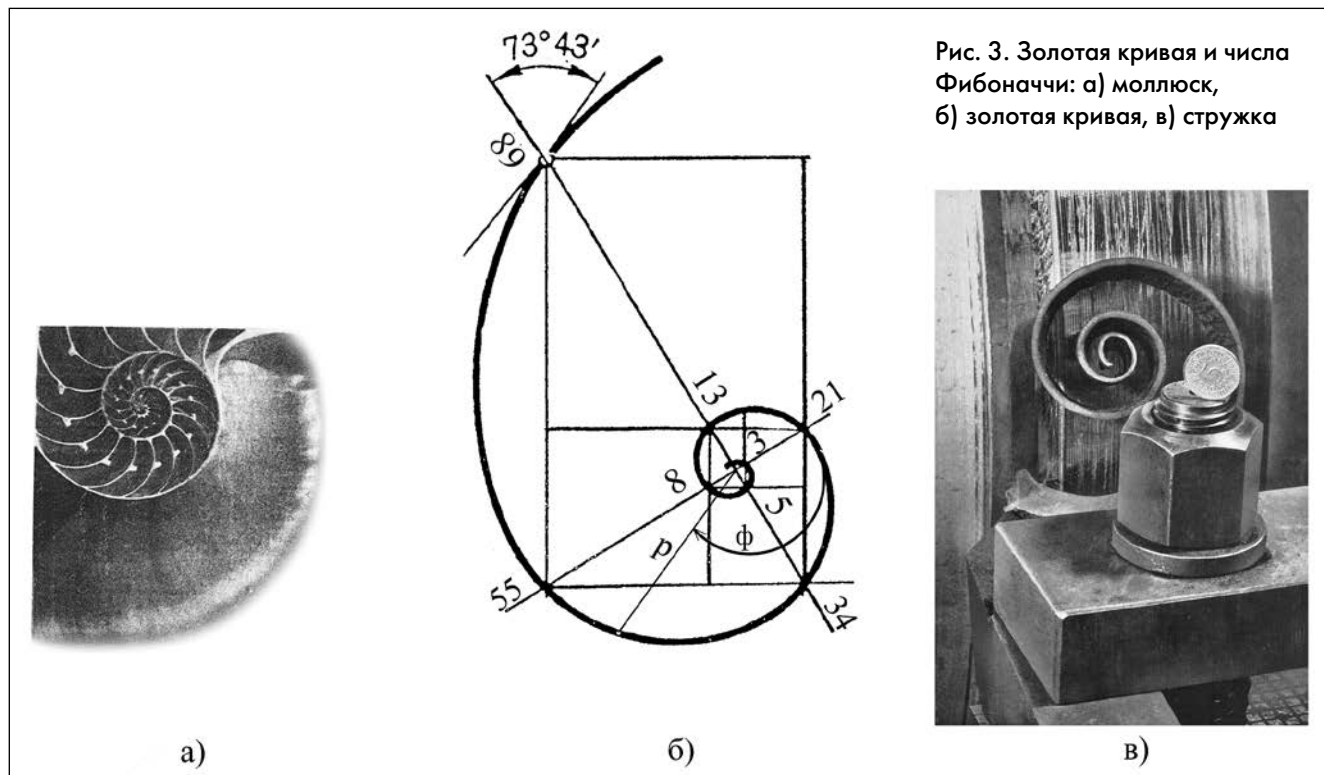 73°43′
Рис. 3. Золотая кривая и числа
Фибоначчи: а) моллюск,
б) золотая кривая, в) стружка
89
13
21
3
8
5
ф
р
55
34
а)
б)
в)